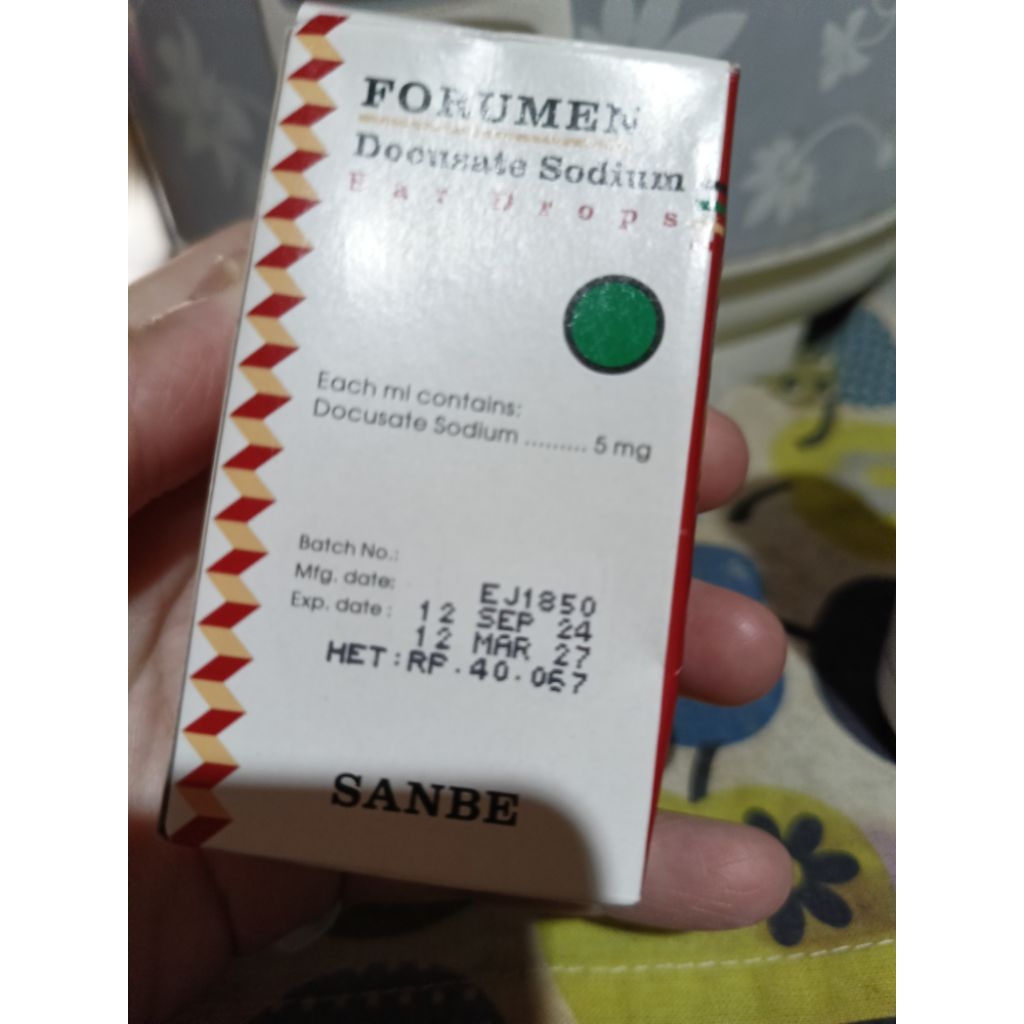 FORUMEN
Docusate Sodium
Ear Drops
Each ml contains:
Docusate Sodium ......... 5 mg
Batch No.: EJ1850
Mfg. date: 12 SEP 24
Exp. date : 12 MAR 27
HET : RP . 40 . 067
SANBE